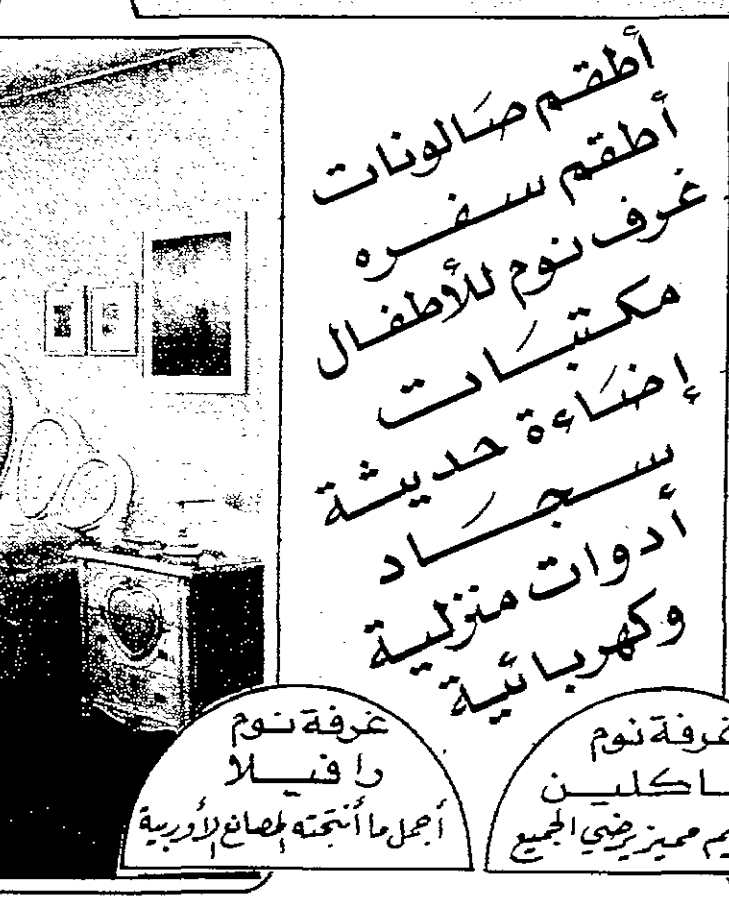 أطقم صالونات
أطقم سفره
غرف نوم للأطفال
مكتبات
إضاءة حديثة
سجاد
أدوات منزلية
وكهربائية
غرفة نوم
رافيلا
أجمل ما أنتجته المصانع الأوربية
غرفة نوم
مميز يرضي الجميع